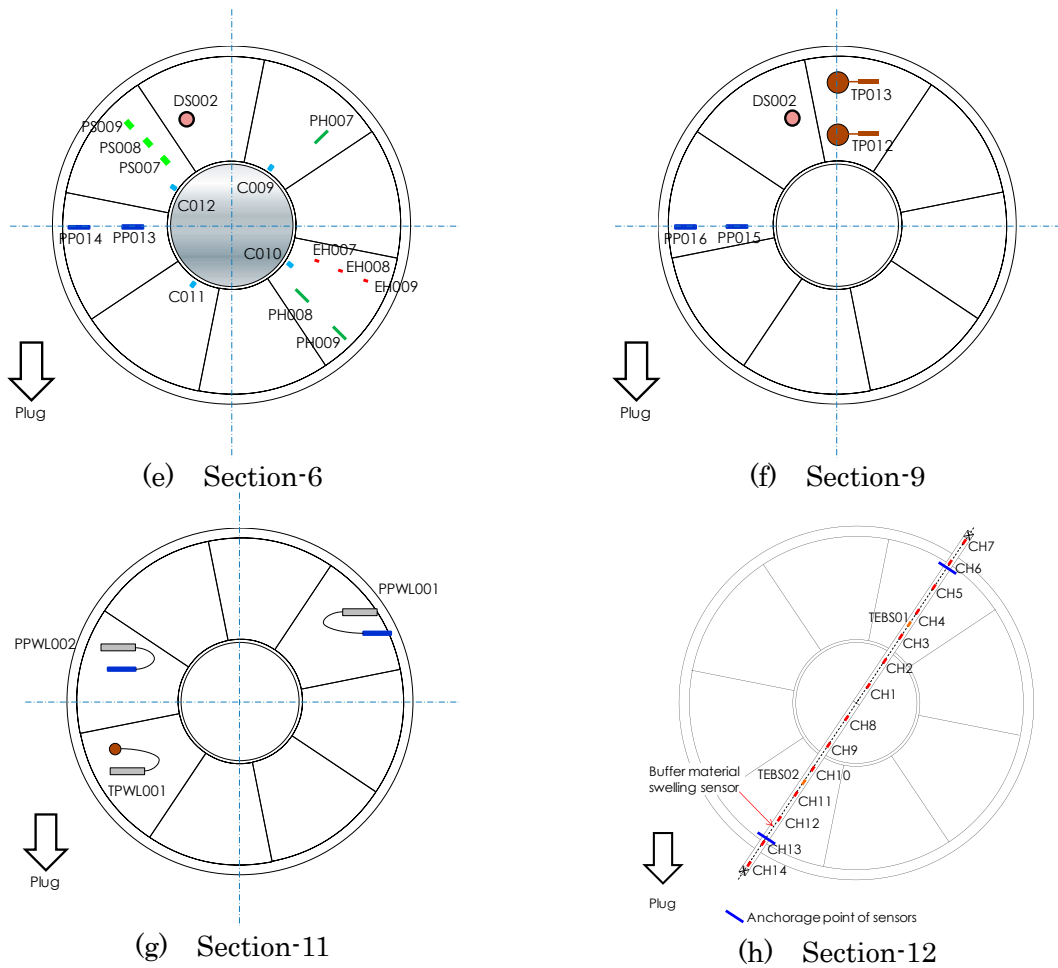 DS002
PH007
PS009
PS008
PS007
C009
C012
PP014
PP013
C010
EH007
EH008
EH009
C011
PH008
PH009
Plug
(e) Section-6
TP013
DS002
TP012
PP016
PP015
Plug
(f) Section-9
PPWL001
PPWL002
TPWL001
Plug
(g) Section-11
CH7
CH6
CH5
TEBS01
CH4
CH3
CH2
CH1
CH8
CH9
Buffer material
swelling sensor
TEBS02
CH10
CH11
CH12
CH13
CH14
Plug
Anchorage point of sensors
(h) Section-12